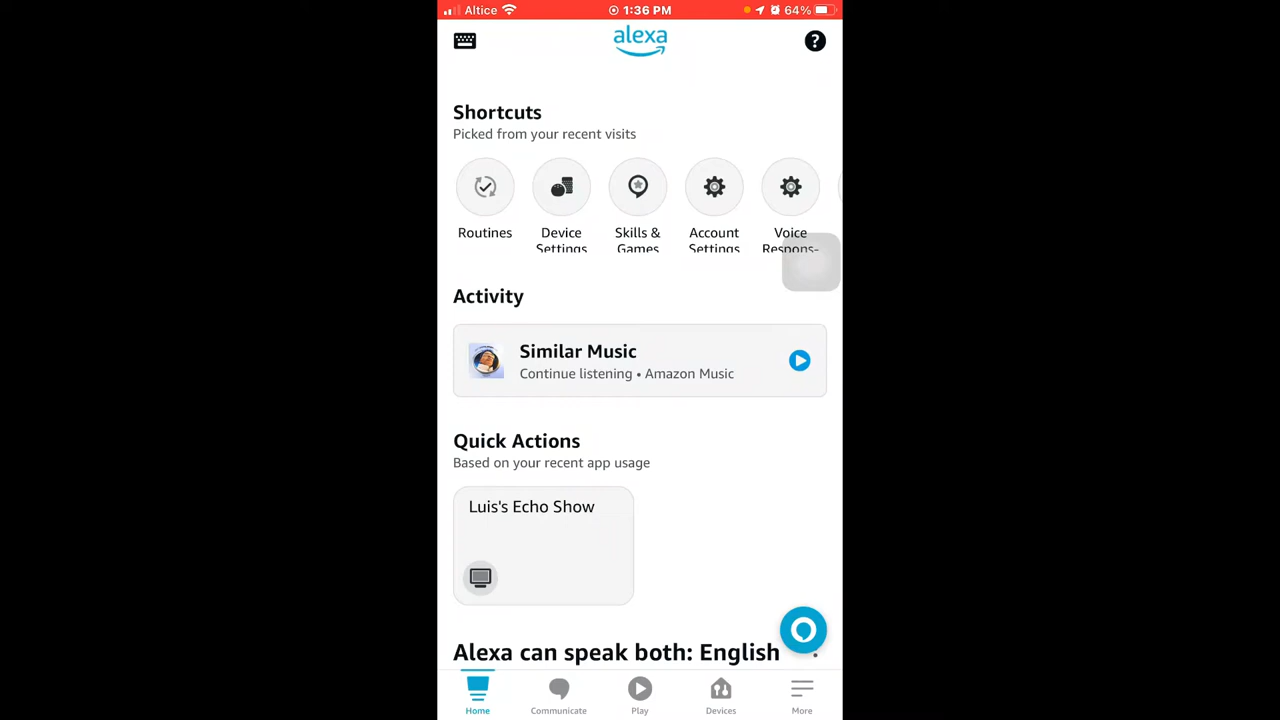 Altice 1:36 PM 64%
alexa
?
Shortcuts
Picked from your recent visits
Routines
Device Settings
Skills & Games
Account Settings
Voice Respons-
Activity
Similar Music
Continue listening • Amazon Music
Quick Actions
Based on your recent app usage
Luis's Echo Show
Alexa can speak both: English
Home Communicate Play Devices More